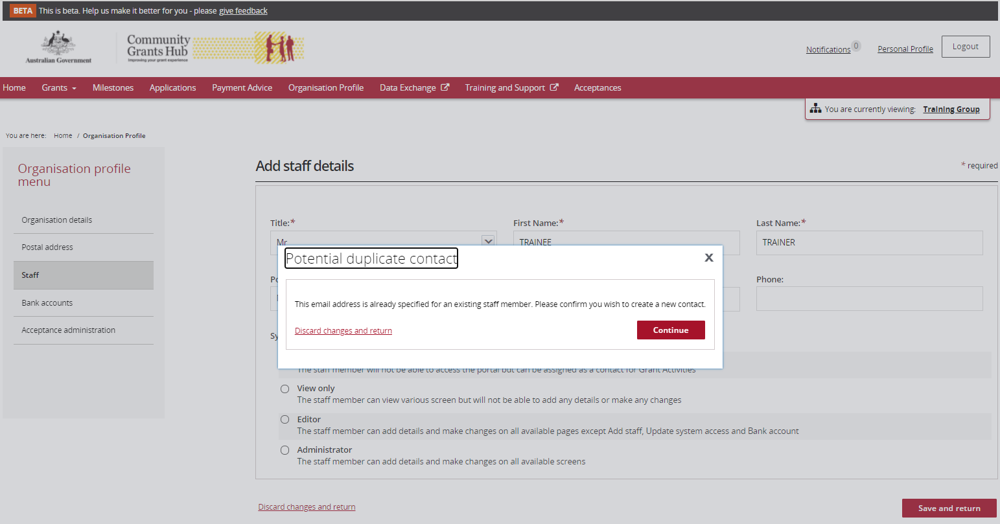 BETA This is beta. Help us make it better for you - please give feedback
Australian Government
Community
Grants Hub
Improving your grant experience
Notifications 0 Personal Profile Logout
Home Grants Milestones Applications Payment Advice Organisation Profile Data Exchange Training and Support Acceptances
You are currently viewing: Training Group
You are here: Home / Organisation Profile
Organisation profile
menu
Organisation details
Postal address
Staff
Bank accounts
Acceptance administration
Add staff details
* required
Title:* First Name:* Last Name:*
Mr TRAINEE TRAINER
Phone:
Potential duplicate contact X
This email address is already specified for an existing staff member. Please confirm you wish to create a new contact.
Discard changes and return Continue
The staff member will not be able to access the portal but can be assigned as a contact for Grant Activities
View only
The staff member can view various screen but will not be able to add any details or make any changes
Editor
The staff member can add details and make changes on all available pages except Add staff, Update system access and Bank account
Administrator
The staff member can add details and make changes on all available screens
Discard changes and return Save and return